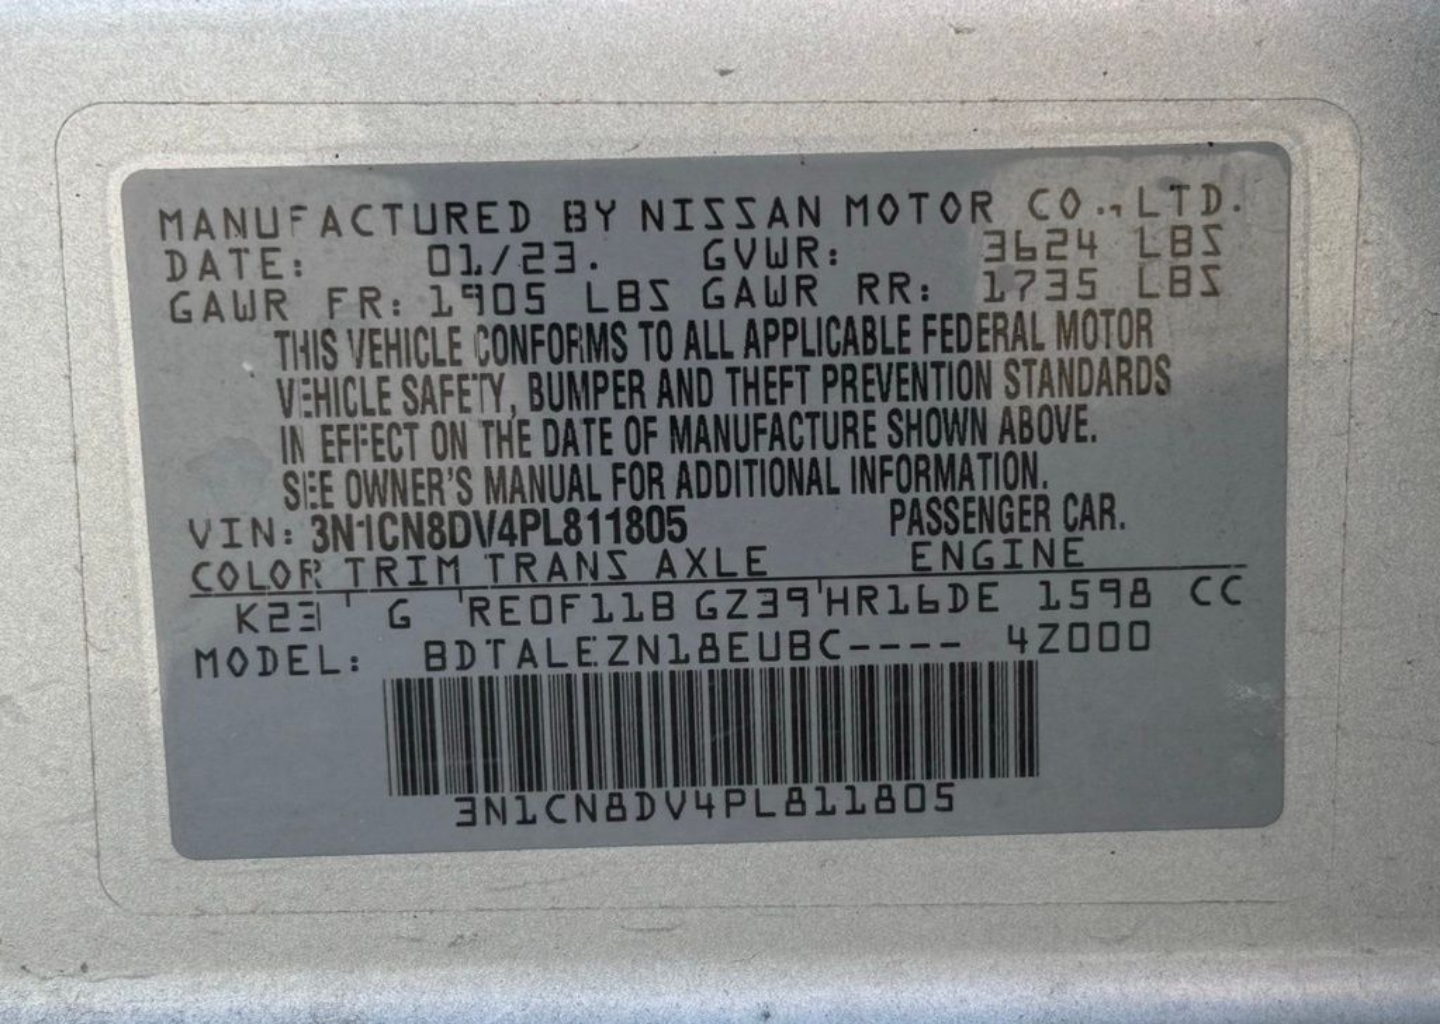 MANUFACTURED BY NISSAN MOTOR CO., LTD.
DATE: 01/23. GVWR: 3624 LBS
GAWR FR: 1905 LBS GAWR RR: 1735 LBS
THIS VEHICLE CONFORMS TO ALL APPLICABLE FEDERAL MOTOR
VEHICLE SAFETY, BUMPER AND THEFT PREVENTION STANDARDS
IN EFFECT ON THE DATE OF MANUFACTURE SHOWN ABOVE.
SEE OWNER'S MANUAL FOR ADDITIONAL INFORMATION.
VIN: 3N1CN8DV4PL811805 PASSENGER CAR.
COLOR TRIM TRANS AXLE ENGINE
K23 ' G 'RE0F11B GZ39'HR16DE 1598 CC
MODEL: BDTALEZN18EUBC---- 4Z000
3N1CN8DV4PL811805